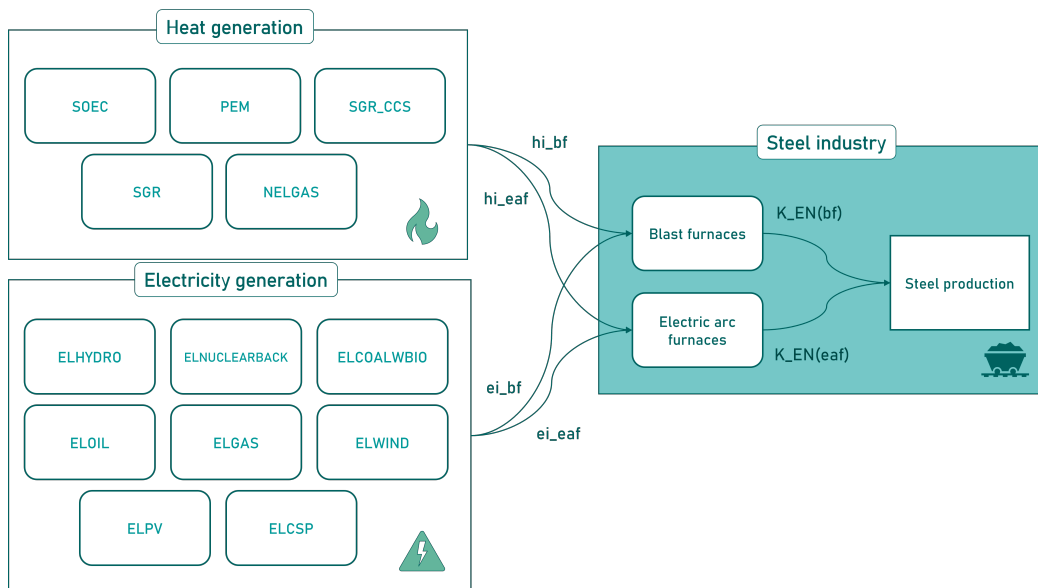 Heat generation
SOEC
PEM
SGR_CCS
SGR
NELGAS
Electricity generation
ELHYDRO
ELNUCLEARBACK
ELCOALWBIO
ELOIL
ELGAS
ELWIND
ELPV
ELCSP
hi_bf
hi_eaf
ei_bf
ei_eaf
Steel industry
Blast furnaces
Electric arc
furnaces
K_EN(bf)
K_EN(eaf)
Steel production